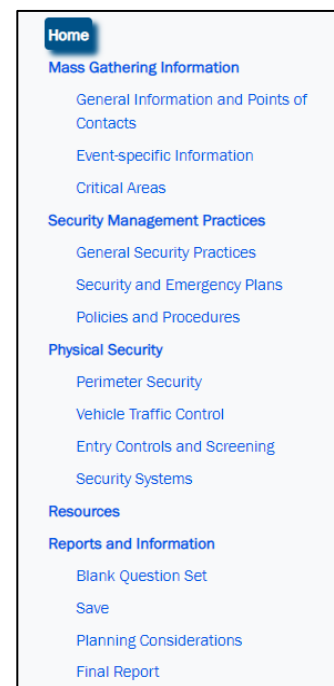 Home
Mass Gathering Information
General Information and Points of
Contacts
Event-specific Information
Critical Areas
Security Management Practices
General Security Practices
Security and Emergency Plans
Policies and Procedures
Physical Security
Perimeter Security
Vehicle Traffic Control
Entry Controls and Screening
Security Systems
Resources
Reports and Information
Blank Question Set
Save
Planning Considerations
Final Report